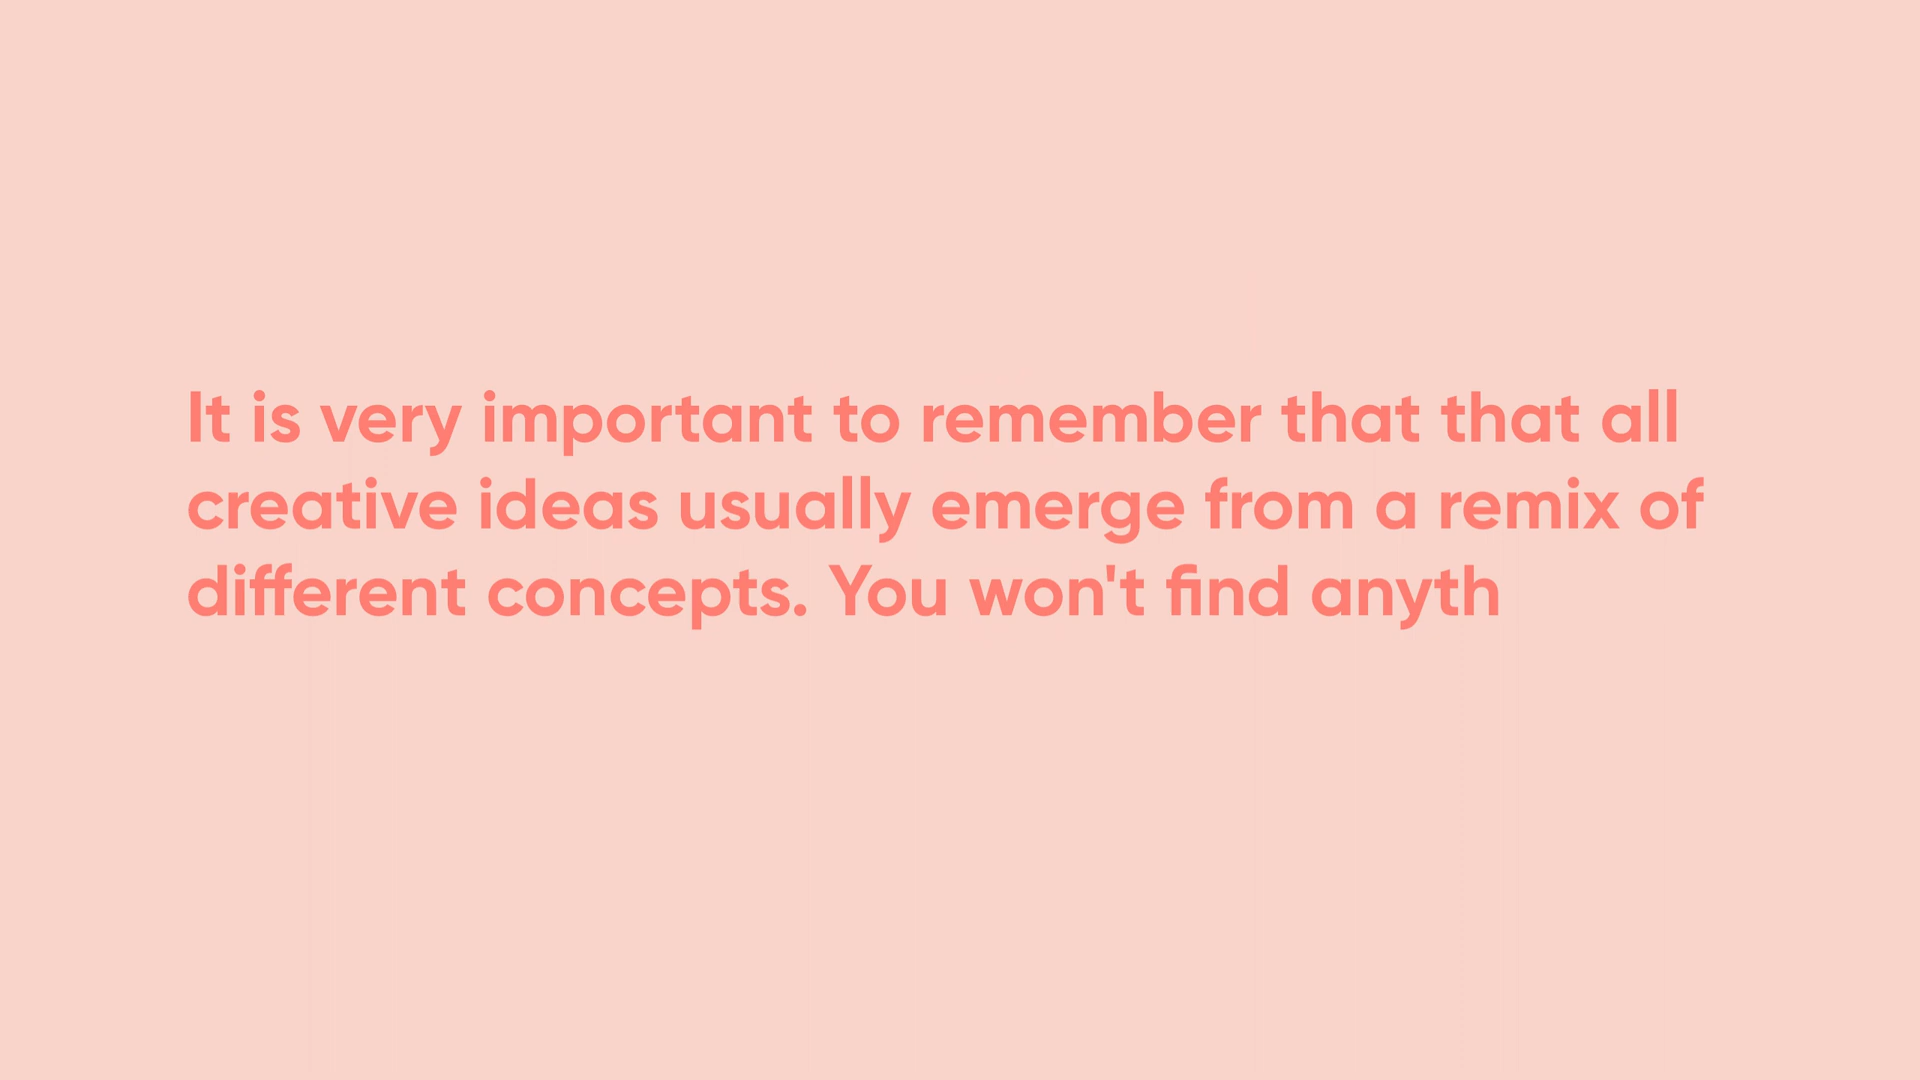 It is very important to remember that that all
creative ideas usually emerge from a remix of
different concepts. You won't find anyth